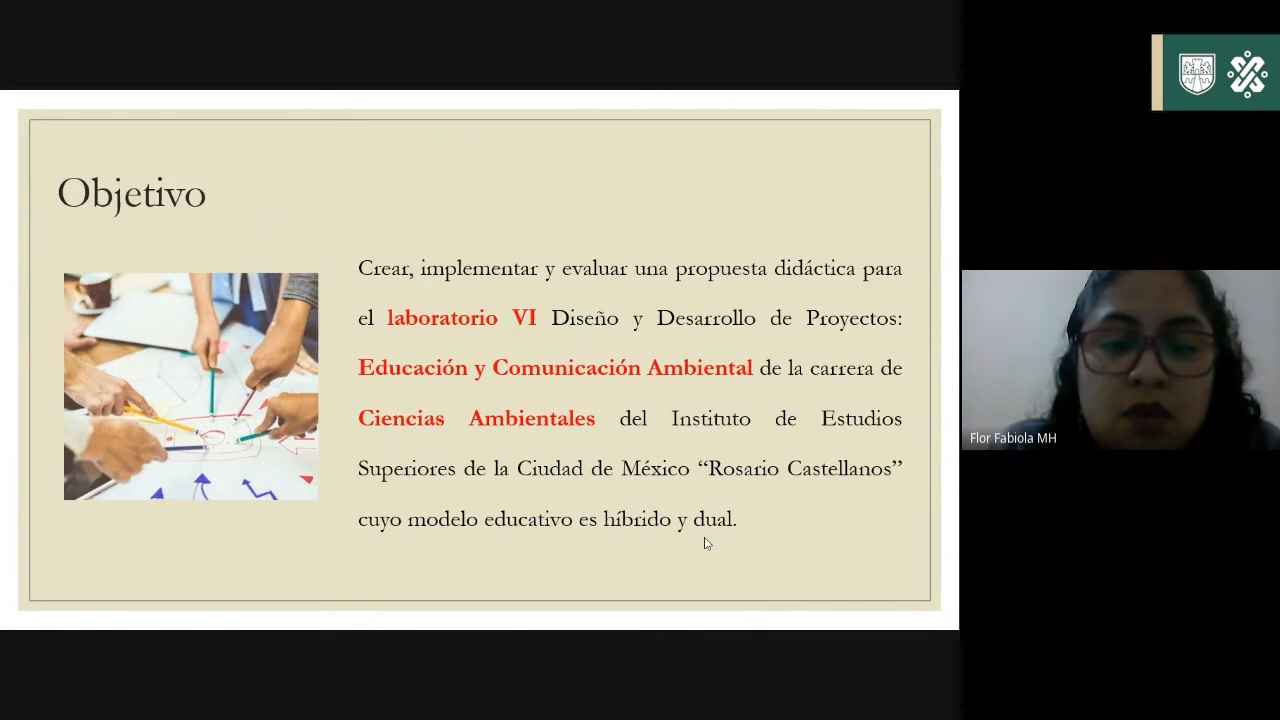 Objetivo
Crear, implementar y evaluar una propuesta didáctica para
el laboratorio VI Diseño y Desarrollo de Proyectos:
Educación y Comunicación Ambiental de la carrera de
Ciencias Ambientales del Instituto de Estudios
Superiores de la Ciudad de México “Rosario Castellanos”
cuyo modelo educativo es híbrido y dual.
Flor Fabiola MH